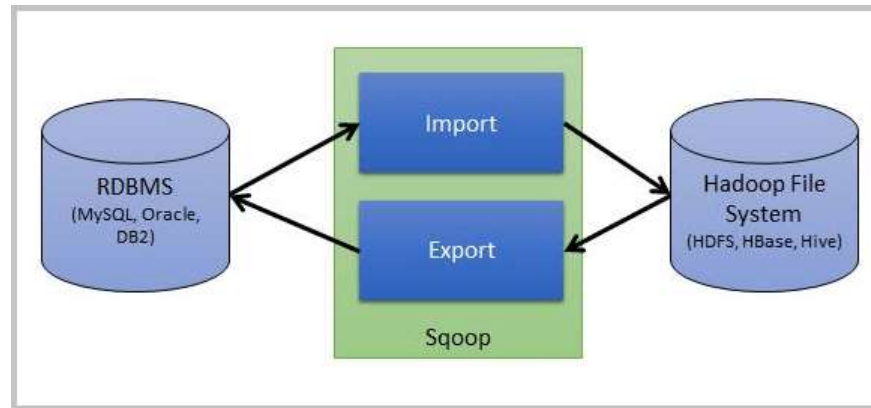 RDBMS
(MySQL, Oracle,
DB2)
Import
Export
Sqoop
Hadoop File
System
(HDFS, HBase, Hive)